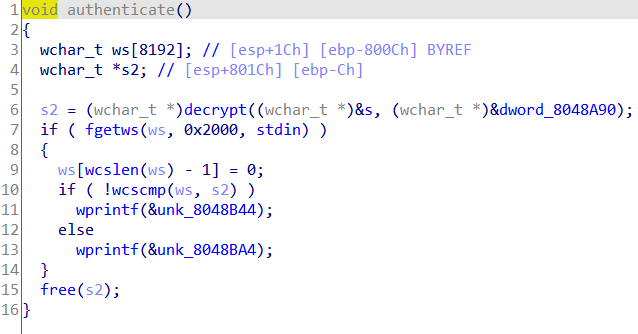 1 void authenticate()
2 {
3   wchar_t ws[8192]; // [esp+1Ch] [ebp-800Ch] BYREF
4   wchar_t *s2; // [esp+801Ch] [ebp-Ch]
5
6   s2 = (wchar_t *)decrypt((wchar_t *)&s, (wchar_t *)&dword_8048A90);
7   if ( fgetws(ws, 0x2000, stdin) )
8   {
9     ws[wcslen(ws) - 1] = 0;
10     if ( !wcscmp(ws, s2) )
11       wprintf(&unk_8048B44);
12     else
13       wprintf(&unk_8048BA4);
14   }
15   free(s2);
16 }